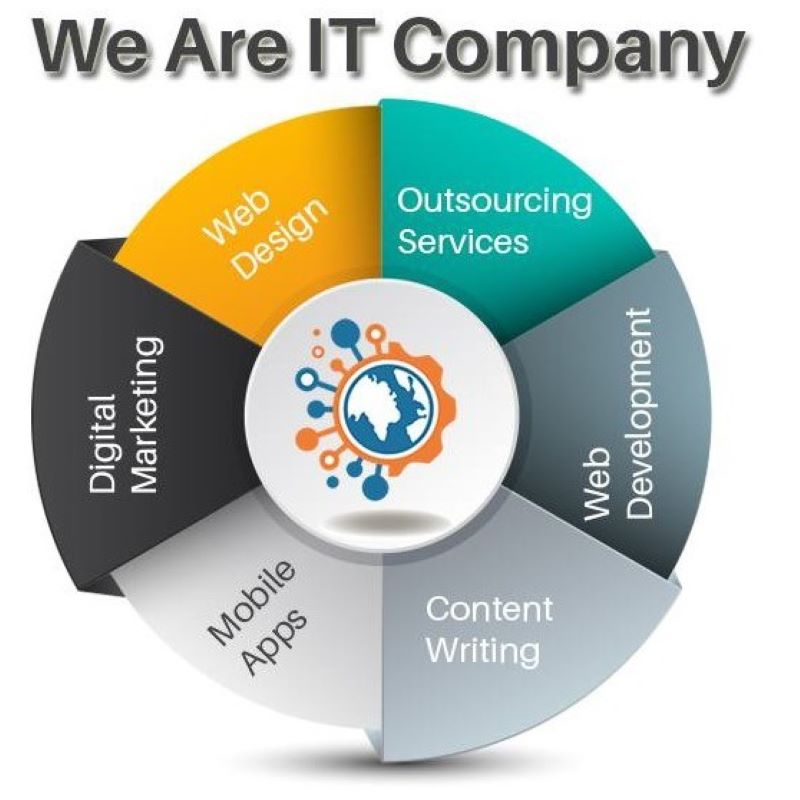 We Are IT Company
Web
Design
Outsourcing
Services
Web
Development
Content
Writing
Mobile
Apps
Digital
Marketing